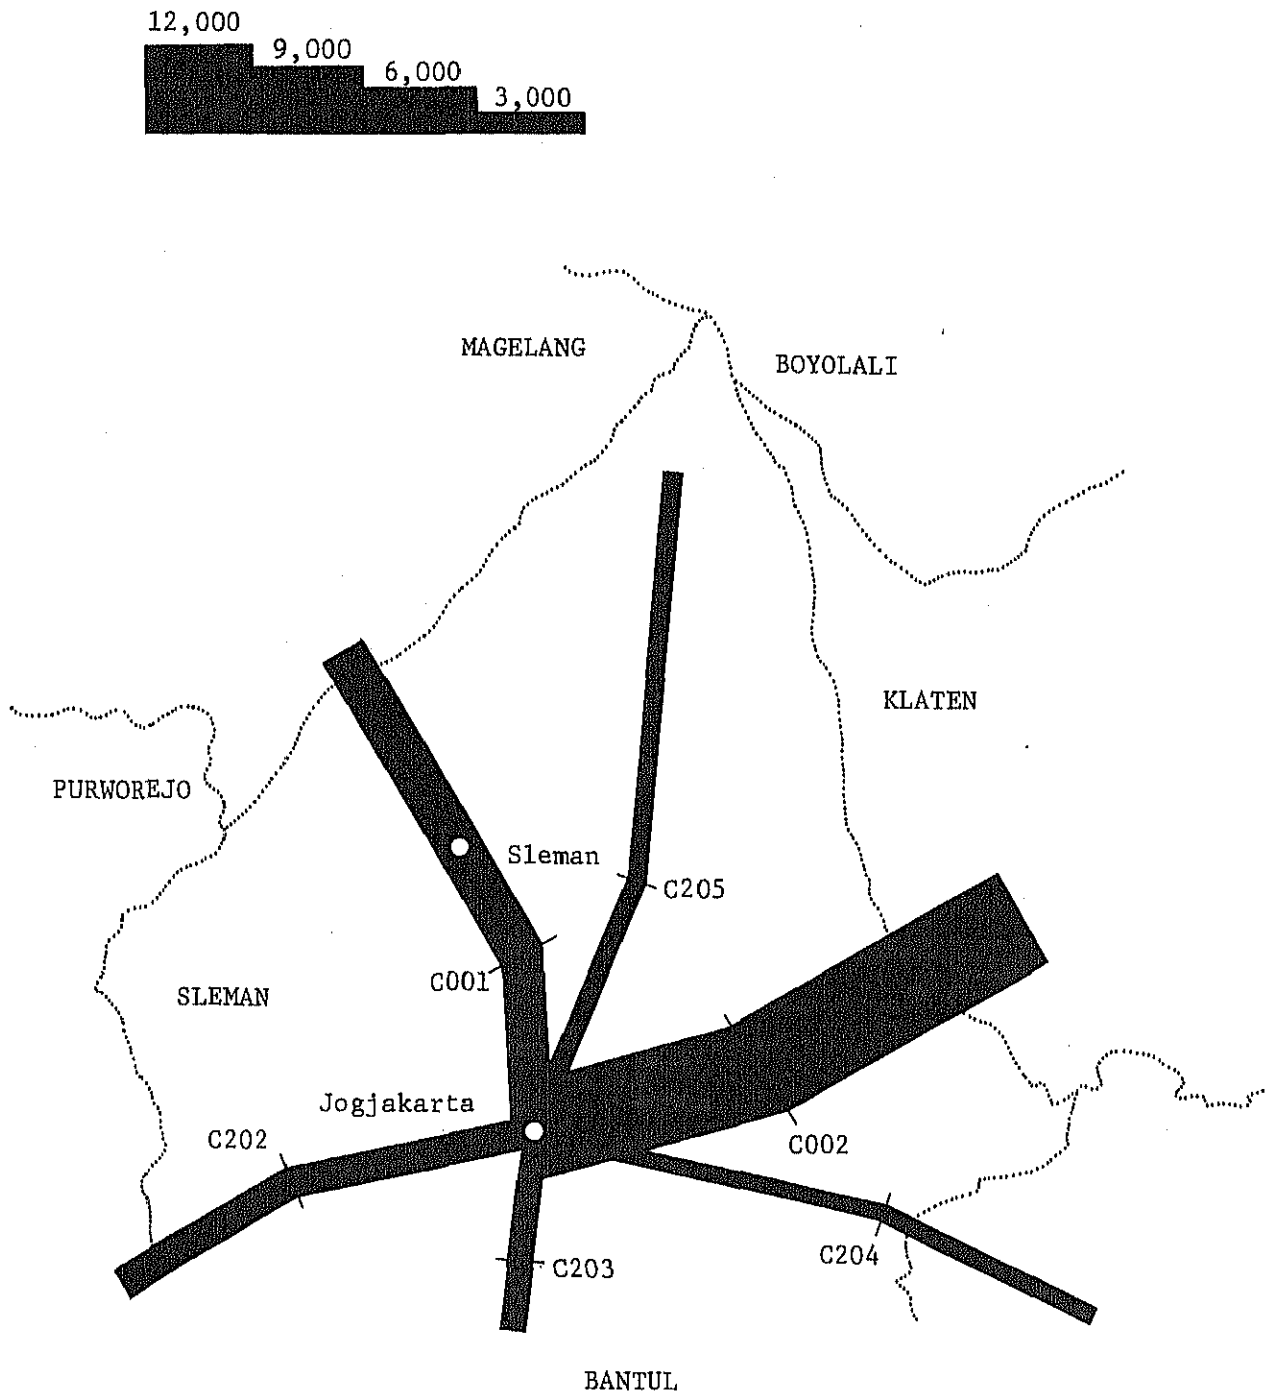 12,000
9,000
6,000
3,000
MAGELANG
BOYOLALI
KLATEN
PURWOREJO
Sleman
C205
C001
SLEMAN
Jogjakarta
C202
C002
C204
C203
BANTUL